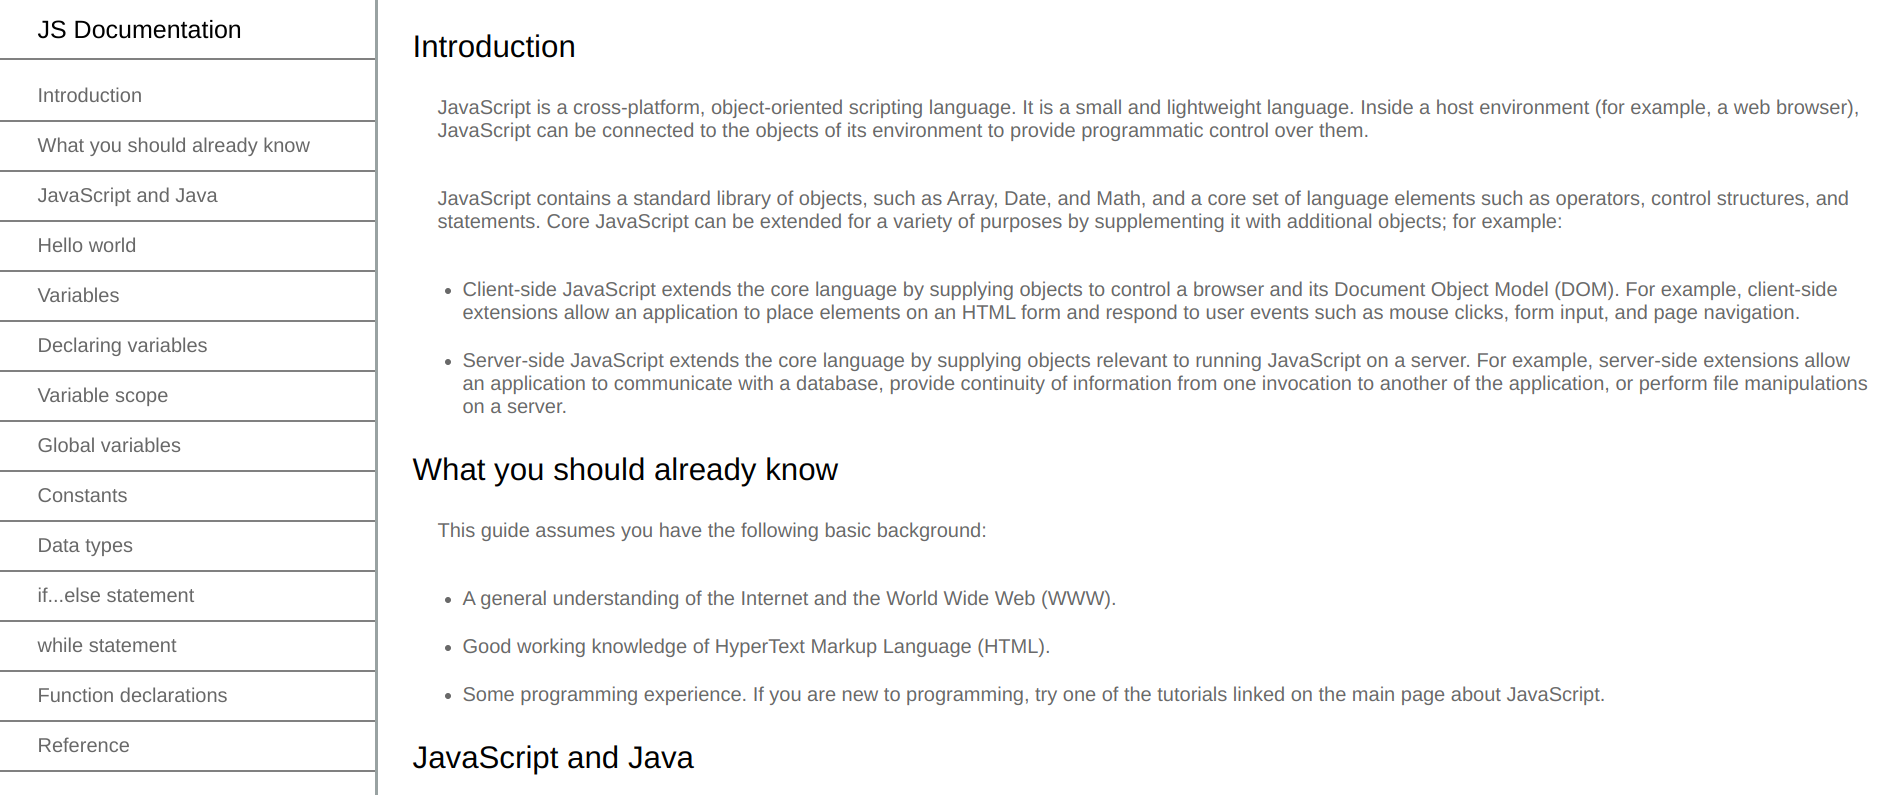 JS Documentation
Introduction
What you should already know
JavaScript and Java
Hello world
Variables
Declaring variables
Variable scope
Global variables
Constants
Data types
if...else statement
while statement
Function declarations
Reference
Introduction
JavaScript is a cross-platform, object-oriented scripting language. It is a small and lightweight language. Inside a host environment (for example, a web browser),
JavaScript can be connected to the objects of its environment to provide programmatic control over them.
JavaScript contains a standard library of objects, such as Array, Date, and Math, and a core set of language elements such as operators, control structures, and
statements. Core JavaScript can be extended for a variety of purposes by supplementing it with additional objects; for example:
• Client-side JavaScript extends the core language by supplying objects to control a browser and its Document Object Model (DOM). For example, client-side
extensions allow an application to place elements on an HTML form and respond to user events such as mouse clicks, form input, and page navigation.
• Server-side JavaScript extends the core language by supplying objects relevant to running JavaScript on a server. For example, server-side extensions allow
an application to communicate with a database, provide continuity of information from one invocation to another of the application, or perform file manipulations
on a server.
What you should already know
This guide assumes you have the following basic background:
• A general understanding of the Internet and the World Wide Web (WWW).
• Good working knowledge of HyperText Markup Language (HTML).
• Some programming experience. If you are new to programming, try one of the tutorials linked on the main page about JavaScript.
JavaScript and Java